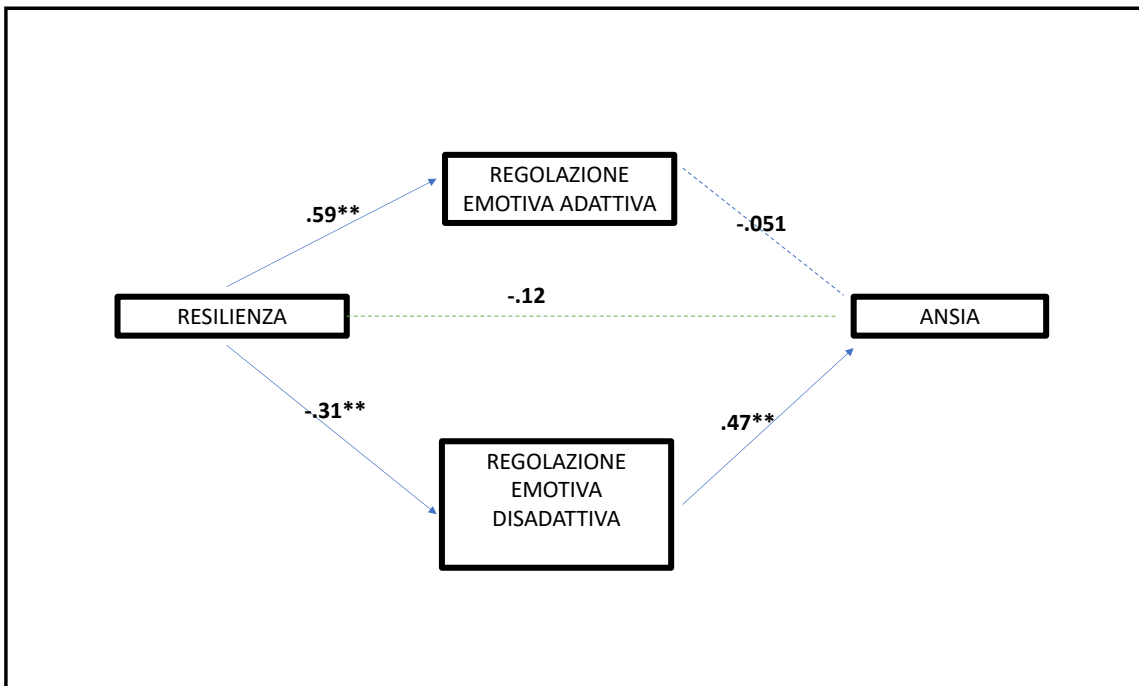 REGOLAZIONE
EMOTIVA ADATTIVA
.59**
-.051
-.12
RESILIENZA
ANSIA
-.31**
.47**
REGOLAZIONE
EMOTIVA
DISADATTIVA